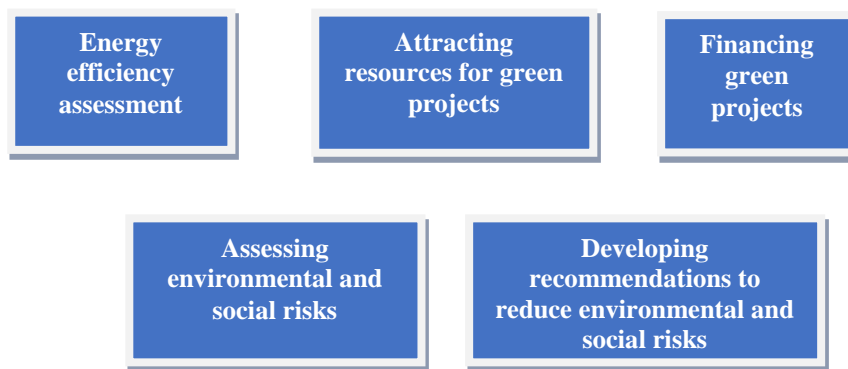 Energy
efficiency
assessment
Attracting
resources for green
projects
Financing
green
projects
Assessing
environmental and
social risks
Developing
recommendations to
reduce environmental and
social risks